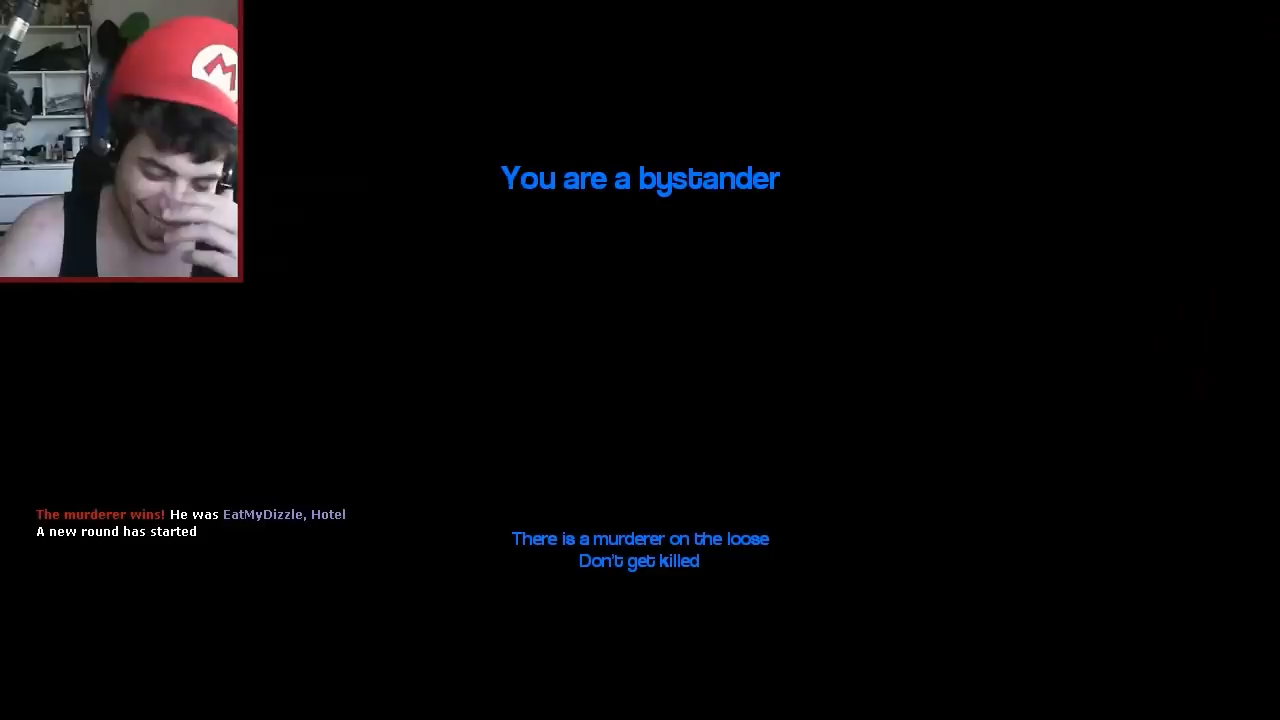 M
You are a bystander
The murderer wins! He was EatMyDizzle, Hotel
A new round has started
There is a murderer on the loose
Don't get killed